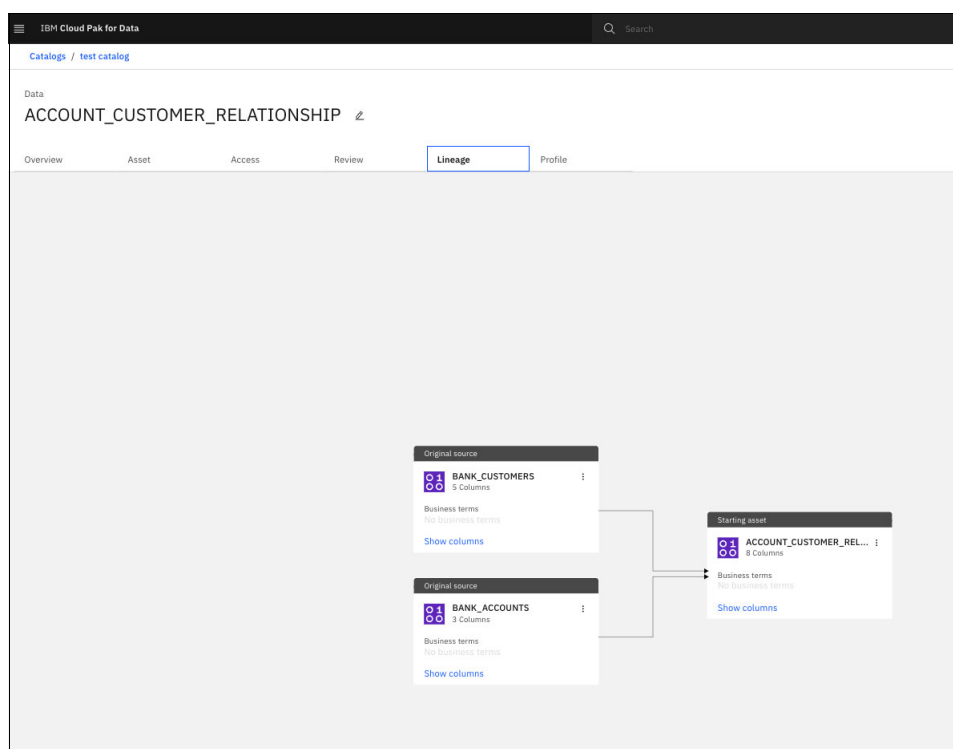 IBM Cloud Pak for Data
Search
Catalogs / test catalog
Data
ACCOUNT_CUSTOMER_RELATIONSHIP
Overview Asset Access Review Lineage Profile
Original source
BANK_CUSTOMERS
5 Columns
Business terms
No business terms
Show columns
Original source
BANK_ACCOUNTS
3 Columns
Business terms
No business terms
Show columns
Starting asset
ACCOUNT_CUSTOMER_REL...
8 Columns
Business terms
No business terms
Show columns